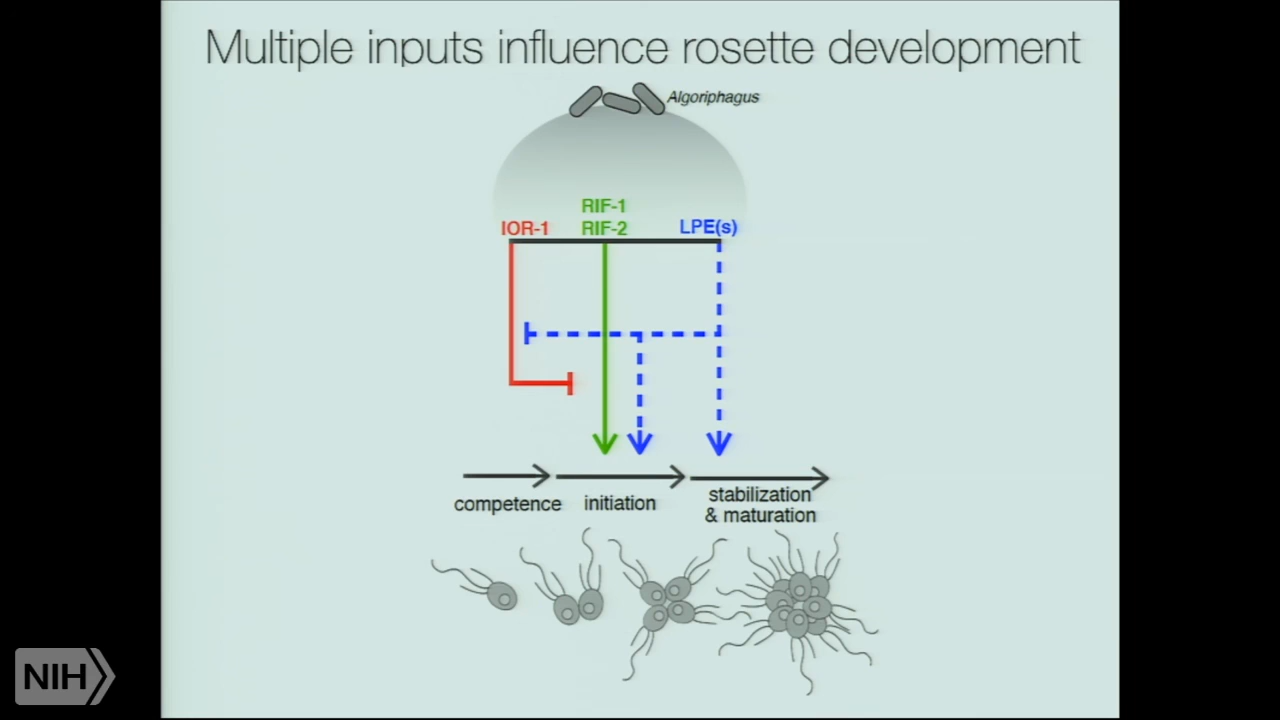 Multiple inputs influence rosette development
Algoriphagus
RIF-1
IOR-1 RIF-2 LPE(s)
competence initiation stabilization
& maturation
NIH